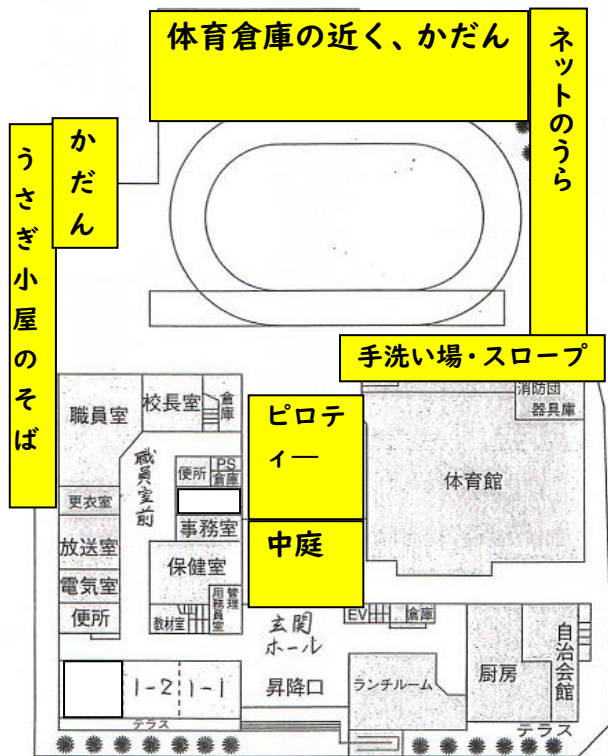 体育倉庫の近く、かだん
ネットのうら
かだん
うさぎ小屋のそば
手洗い場・スロープ
消防団
器具庫
職員室
校長室
倉庫
ピロテ
ィ―
体育館
職員室前
便所
PS
倉庫
更衣室
事務室
放送室
中庭
保健室
電気室
管理
用務員室
便所
教材室
玄関
ホール
EV
倉庫
自治会館
厨房
1-2
1-1
昇降口
ランチルーム
テラス
テラス